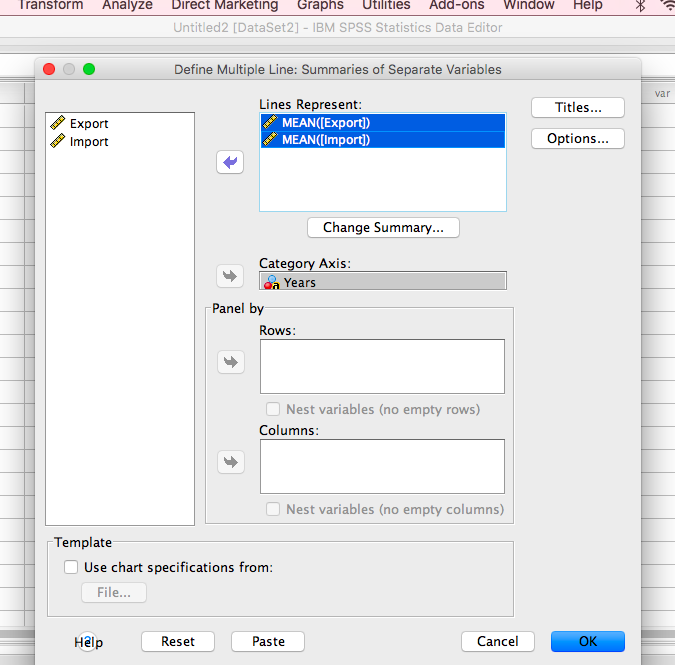 Transform Analyze Direct Marketing Graphs Utilities Add-ons Window Help
Untitled2 [DataSet2] - IBM SPSS Statistics Data Editor
Define Multiple Line: Summaries of Separate Variables
var
Export
Import
Lines Represent:
MEAN([Export])
MEAN([Import])
Titles...
Options...
Change Summary...
Category Axis:
a Years
Panel by
Rows:
Nest variables (no empty rows)
Columns:
Nest variables (no empty columns)
Template
Use chart specifications from:
File...
Help Reset Paste Cancel OK